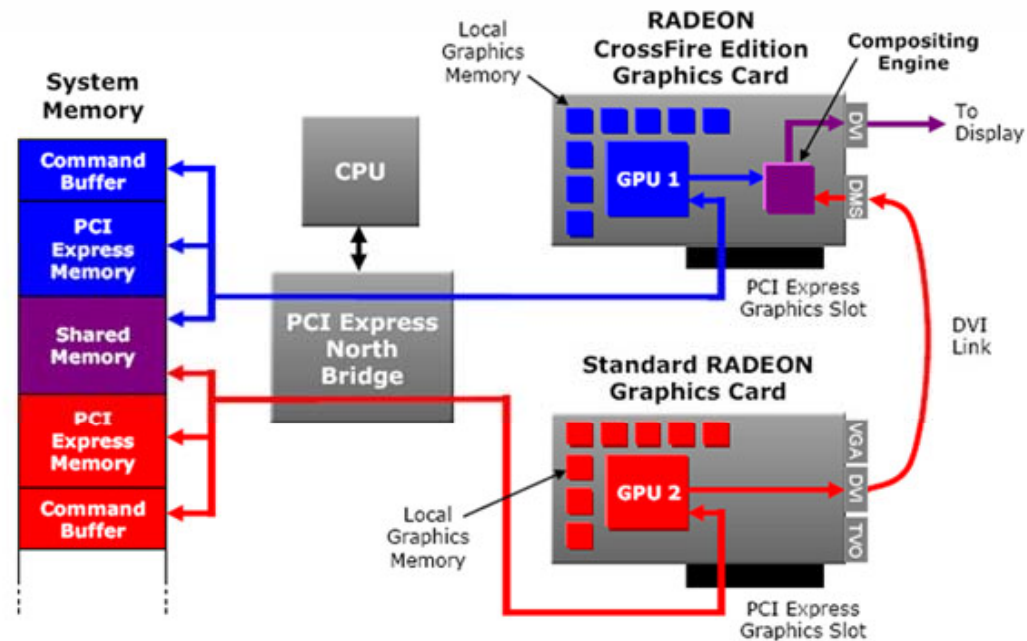 System
Memory
Command
Buffer
PCI
Express
Memory
Shared
Memory
PCI
Express
Memory
Command
Buffer
CPU
PCI Express
North
Bridge
Local
Graphics
Memory
RADEON
CrossFire Edition
Graphics Card
Compositing
Engine
GPU 1
DVI
DMS
To
Display
PCI Express
Graphics Slot
DVI
Link
Standard RADEON
Graphics Card
GPU 2
VGA
DVI
TVO
Local
Graphics
Memory
PCI Express
Graphics Slot